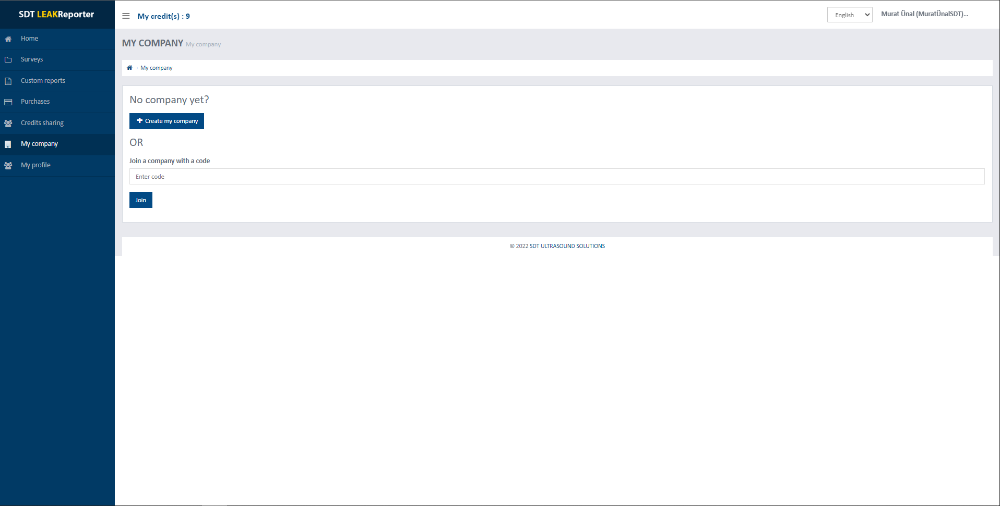 SDT LEAKReporter
My credit(s) : 9
English
Murat Ünal (MuratÜnalSDT)...
Home
Surveys
Custom reports
Purchases
Credits sharing
My company
My profile
MY COMPANY My company
My company
No company yet?
Create my company
OR
Join a company with a code
Enter code
Join
© 2022 SDT ULTRASOUND SOLUTIONS